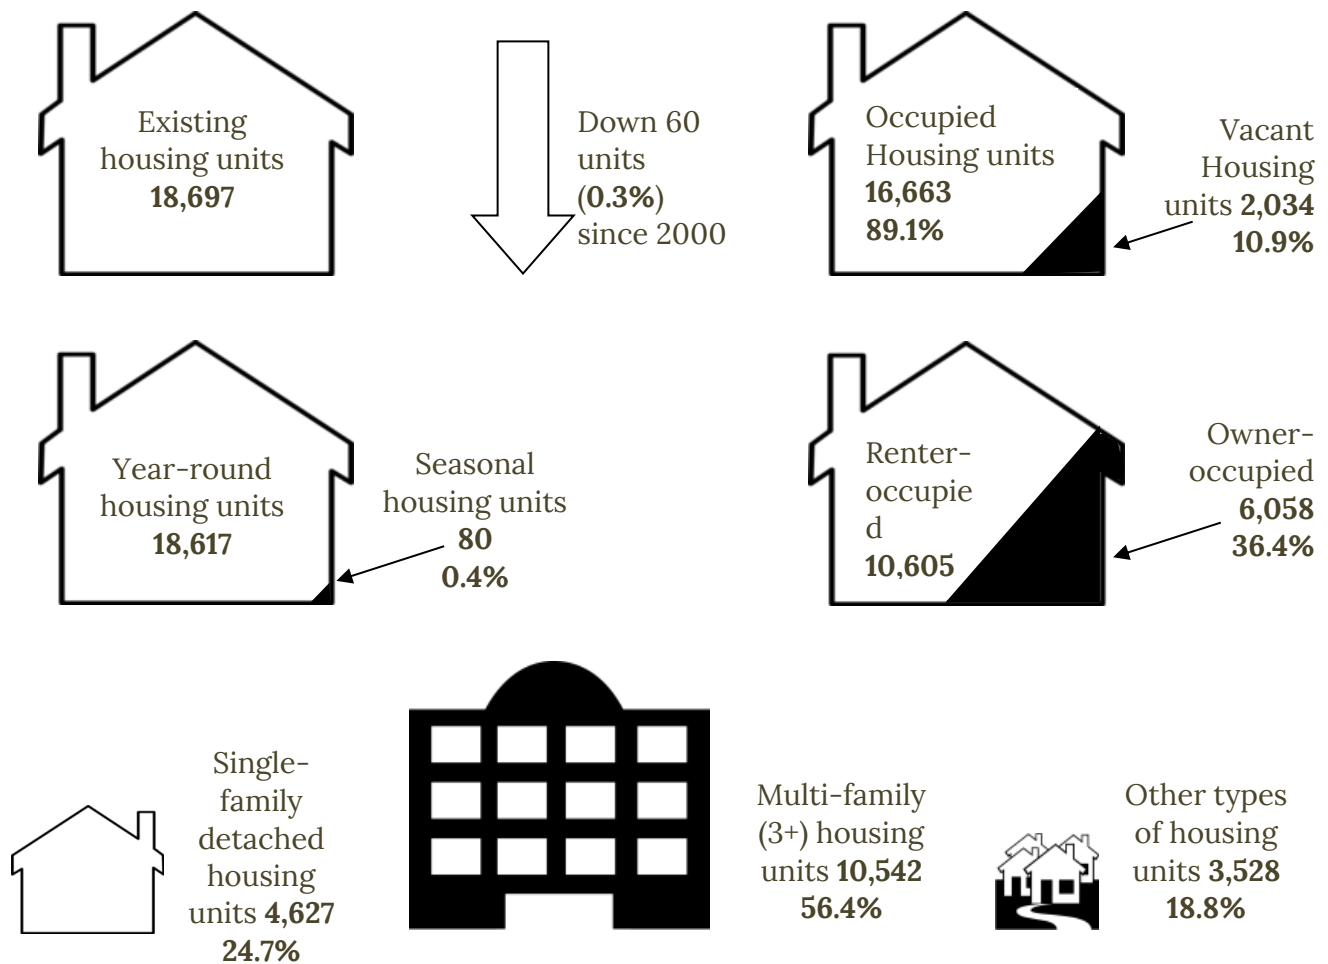 Existing
housing units
18,697
Down 60
units
(0.3%)
since 2000
Occupied
Housing units
16,663
89.1%
Vacant
Housing
units 2,034
10.9%
Year-round
housing units
18,617
Seasonal
housing units
80
0.4%
Renter-
occupie
d
10,605
Owner-
occupied
6,058
36.4%
Single-
family
detached
housing
units 4,627
24.7%
Multi-family
(3+) housing
units 10,542
56.4%
Other types
of housing
units 3,528
18.8%